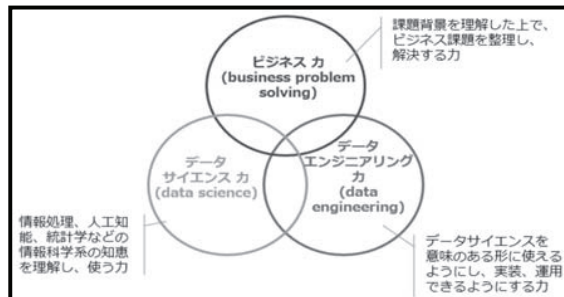 課題背景を理解した上で、
ビジネス課題を整理し、
解決する力
ビジネス 力
(business problem
solving)
データ
サイエンス 力
(data science)
データ
エンジニアリング
力
(data
engineering)
情報処理、人工知
能、統計学などの
情報科学系の知恵
を理解し、使う力
データサイエンスを
意味のある形に使える
ようにし、実装、運用
できるようにする力